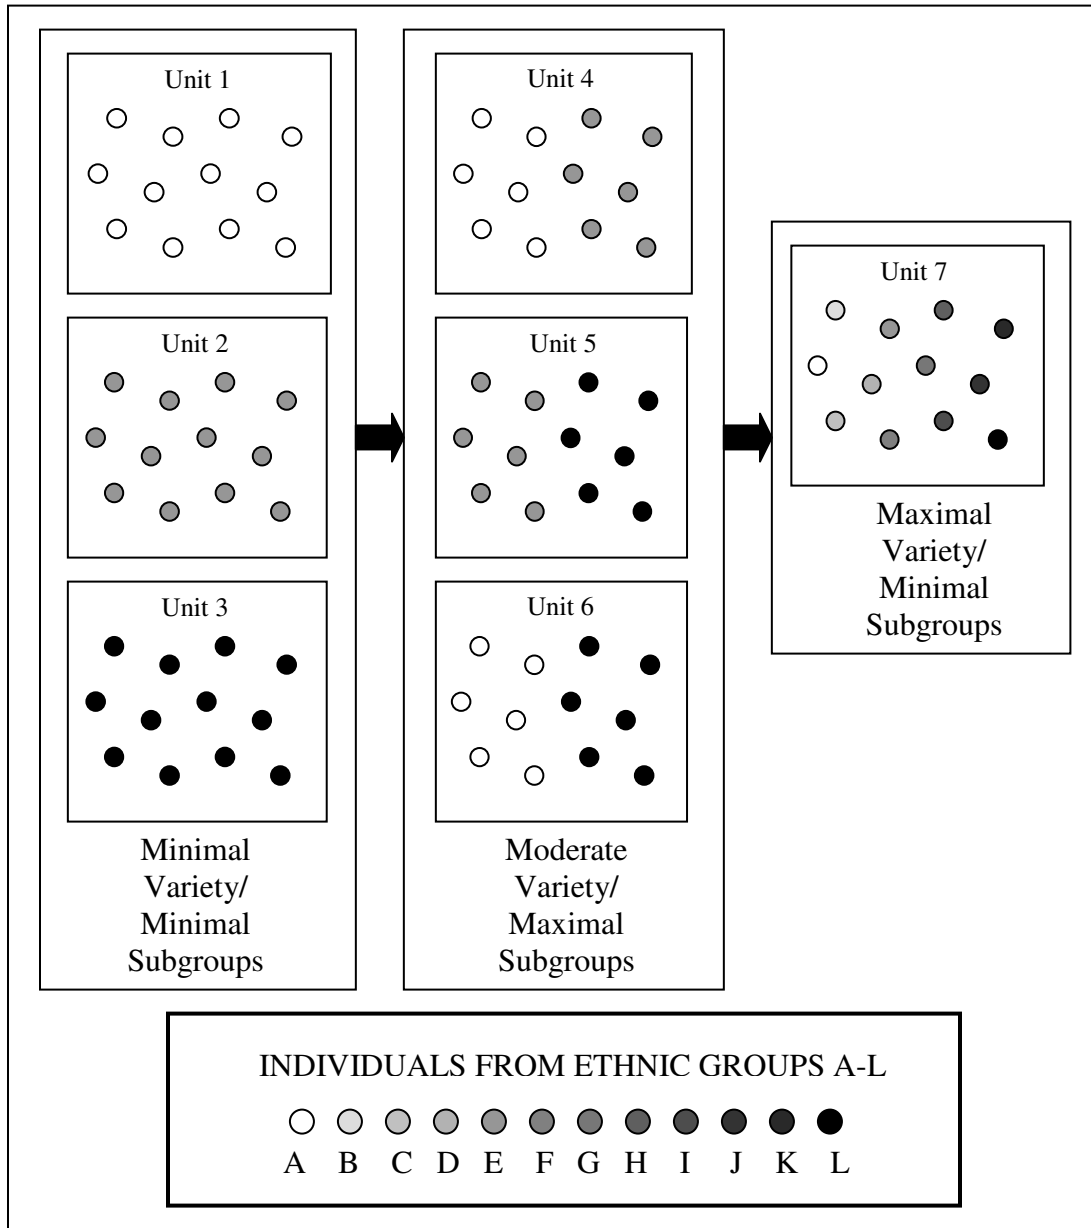 Unit 1
Unit 2
Unit 3
Minimal
Variety/
Minimal
Subgroups
Unit 4
Unit 5
Unit 6
Moderate
Variety/
Maximal
Subgroups
Unit 7
Maximal
Variety/
Minimal
Subgroups
INDIVIDUALS FROM ETHNIC GROUPS A-L
A B C D E F G H I J K L